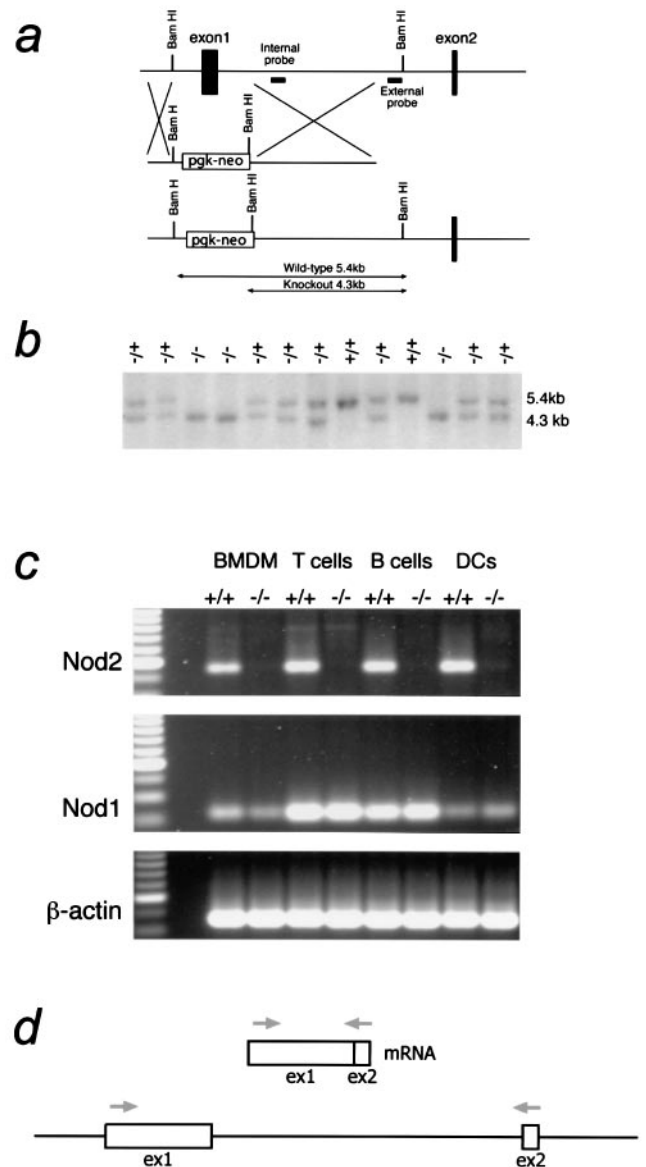 a
Bam HI
exon1
Internal probe
Bam HI
exon2
External probe
Bam H
Bam HI
pgk-neo
Bam H
Bam HI
Bam HI
pgk-neo
Wild-type 5.4kb
Knockout 4.3kb
b
-/+ -/+ -/- -/- -/+ -/+ -/+ +/+ -/+ +/+ -/- -/+ -/+
5.4kb
4.3 kb
c
BMDM T cells B cells DCs
+/+ -/- +/+ -/- +/+ -/- +/+ -/-
Nod2
Nod1
β-actin
d
mRNA
ex1 ex2
ex1 ex2